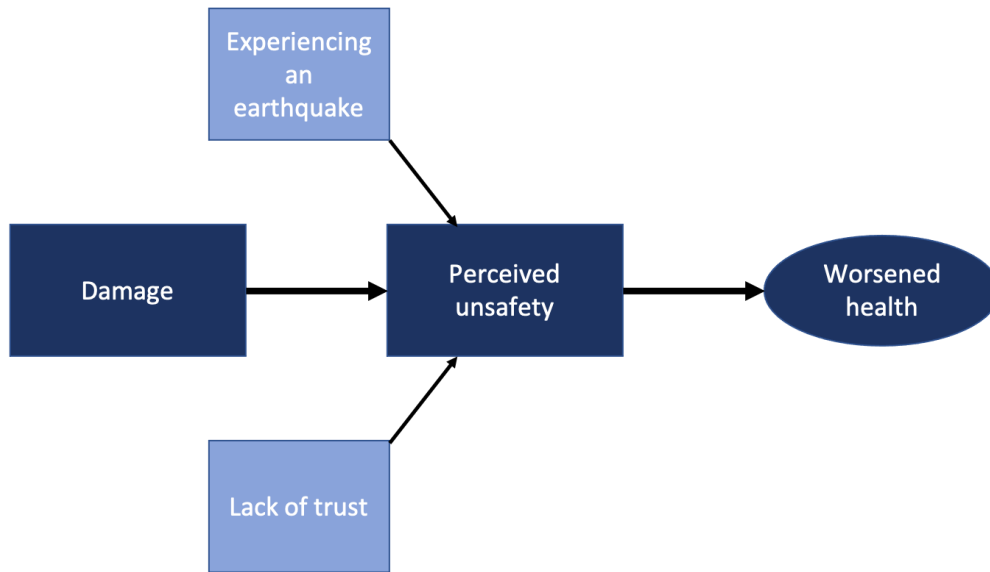 Experiencing
an
earthquake
Damage
Perceived
unsafety
Worsened
health
Lack of trust